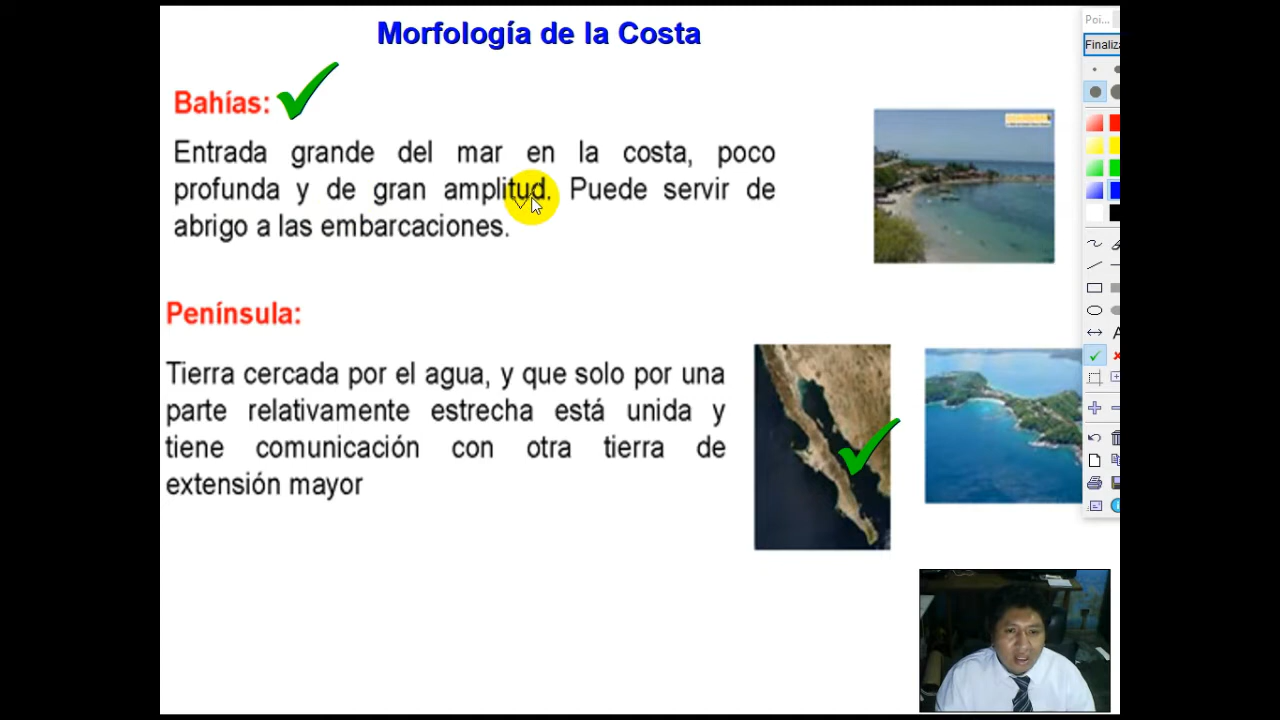 Morfología de la Costa
Bahías:
Entrada grande del mar en la costa, poco
profunda y de gran amplitud. Puede servir de
abrigo a las embarcaciones.
Península:
Tierra cercada por el agua, y que solo por una
parte relativamente estrecha está unida y
tiene comunicación con otra tierra de
extensión mayor
Poi...
Finaliz
A